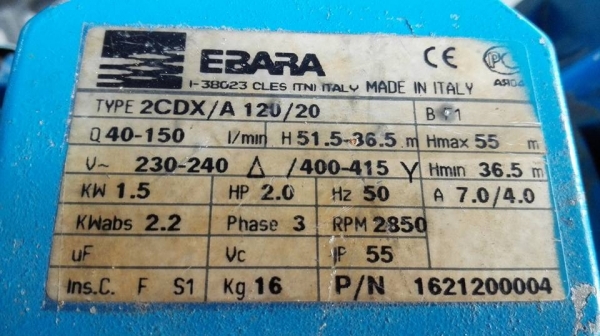 EBARA CE PC
I-38023 CLES (TN) ITALY MADE IN ITALY
TYPE 2CDX/A 120/20
Q 40-150 l/min H 51.5-36.5 m Hmax 55 m
V~ 230-240 Δ /400-415 Y Hmin 36.5 m
KW 1.5 HP 2.0 Hz 50 A 7.0/4.0
KWabs 2.2 Phase 3 RPM 2850
uF Vc IP 55
Ins.C. F S1 Kg 16 P/N 1621200004